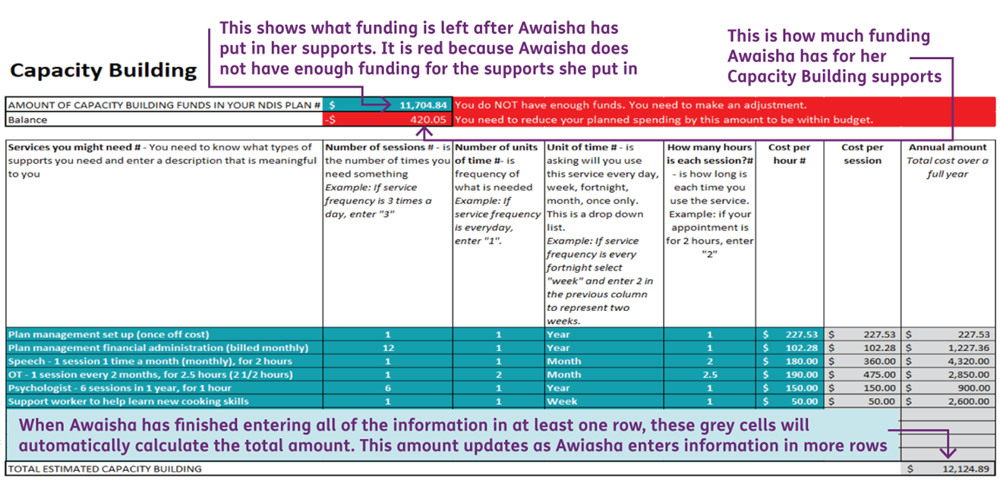 This shows what funding is left after Awaisha has
put in her supports. It is red because Awaisha does
not have enough funding for the supports she put in
This is how much funding
Awaisha has for her
Capacity Building supports
Capacity Building
AMOUNT OF CAPACITY BUILDING FUNDS IN YOUR NDIS PLAN # $ 11,704.84 You do NOT have enough funds. You need to make an adjustment.
Balance -$ 420.05 You need to reduce your planned spending by this amount to be within budget.
Services you might need # - You need to know what types of
supports you need and enter a description that is meaningful
to you
Number of sessions # - is
the number of times you
need something
Example: If service
frequency is 3 times a
day, enter "3"
Number of units
of time #- is
frequency of
what is needed
Example: If
service frequency
is everyday,
enter "1".
Unit of time # - is
asking will you use
this service every day,
week, fortnight,
month, once only.
This is a drop down
list.
Example: If service
frequency is every
fortnight select
"week" and enter 2 in
the previous column
to represent two
weeks.
How many hours
is each session?#
- is how long is
each time you
use the service.
Example: if your
appointment is
for 2 hours, enter
"2"
Cost per
hour #
Cost per
session
Annual amount
Total cost over a
full year
Plan management set up (once off cost) 1 1 Year 1 $ 227.53 $ 227.53 $ 227.53
Plan management financial administration (billed monthly) 12 1 Year 1 $ 102.28 $ 102.28 $ 1,227.36
Speech - 1 session 1 time a month (monthly), for 2 hours 1 1 Month 2 $ 180.00 $ 360.00 $ 4,320.00
OT - 1 session every 2 months, for 2.5 hours (2 1/2 hours) 1 2 Month 2.5 $ 190.00 $ 475.00 $ 2,850.00
Psychologist - 6 sessions in 1 year, for 1 hour 6 1 Year 1 $ 150.00 $ 150.00 $ 900.00
Support worker to help learn new cooking skills 1 1 Week 1 $ 50.00 $ 50.00 $ 2,600.00
When Awaisha has finished entering all of the information in at least one row, these grey cells will
automatically calculate the total amount. This amount updates as Awiasha enters information in more rows
TOTAL ESTIMATED CAPACITY BUILDING $ 12,124.89